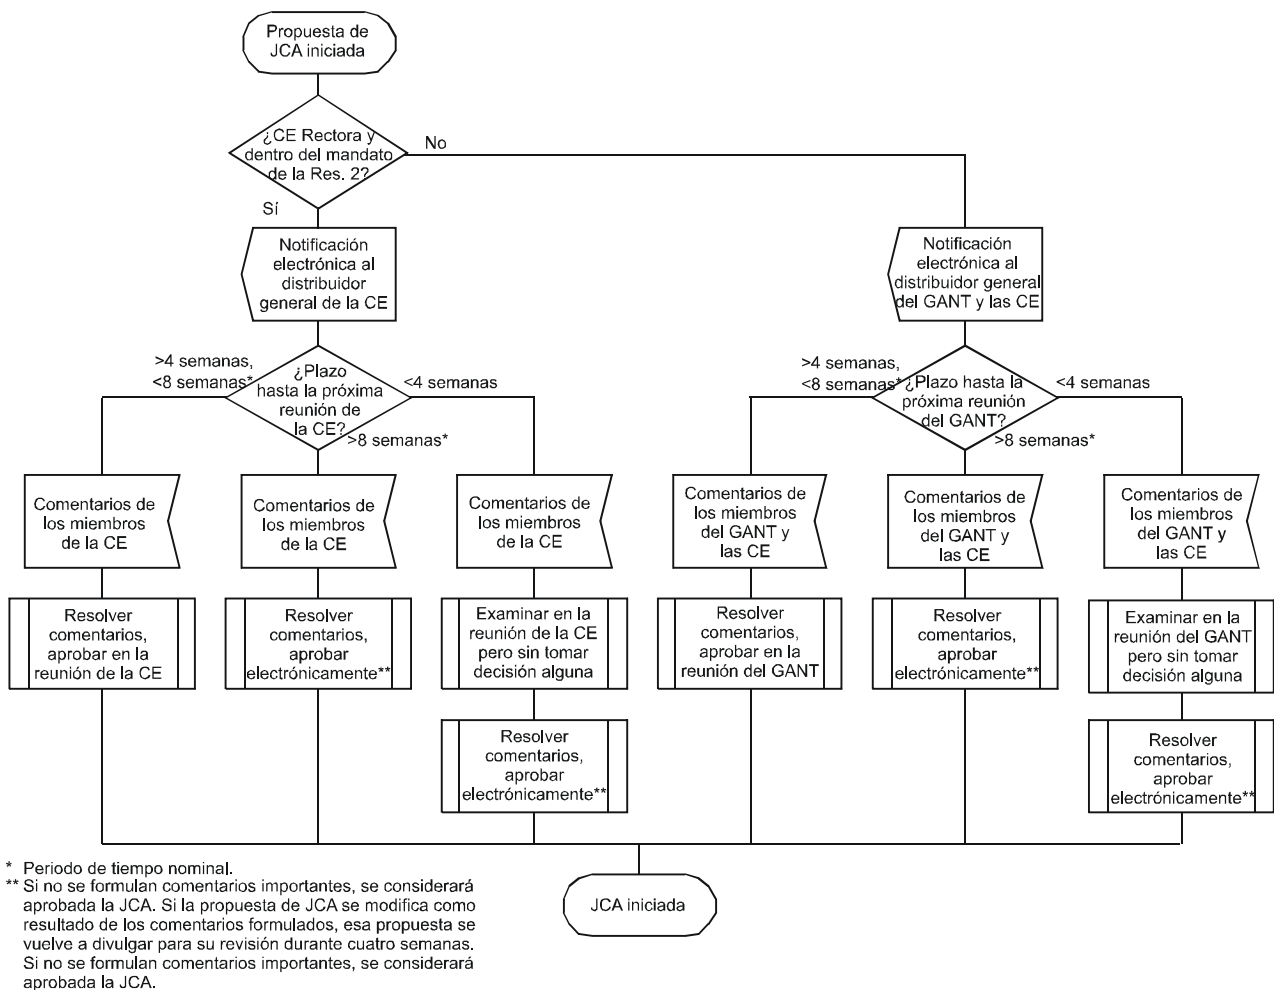 Propuesta de
JCA iniciada
¿CE Rectora y
dentro del mandato
de la Res. 2?
No
Sí
Notificación
electrónica al
distribuidor
general de la CE
Notificación
electrónica al
distribuidor general
del GANT y las CE
>4 semanas,
<8 semanas*
¿Plazo
hasta la próxima
reunión de
la CE?
<4 semanas
>8 semanas*
>4 semanas,
<8 semanas*
¿Plazo hasta la
próxima reunión
del GANT?
<4 semanas
>8 semanas*
Comentarios de
los miembros
de la CE
Comentarios de
los miembros
de la CE
Comentarios de
los miembros
de la CE
Comentarios de
los miembros
del GANT y
las CE
Comentarios de
los miembros
del GANT y
las CE
Comentarios de
los miembros
del GANT y
las CE
Resolver
comentarios,
aprobar en la
reunión de la CE
Resolver
comentarios,
aprobar
electrónicamente**
Examinar en la
reunión de la CE
pero sin tomar
decisión alguna
Resolver
comentarios,
aprobar en la
reunión del GANT
Resolver
comentarios,
aprobar
electrónicamente**
Examinar en la
reunión del GANT
pero sin tomar
decisión alguna
Resolver
comentarios,
aprobar
electrónicamente**
Resolver
comentarios,
aprobar
electrónicamente**
JCA iniciada
* Periodo de tiempo nominal.
** Si no se formulan comentarios importantes, se considerará
aprobada la JCA. Si la propuesta de JCA se modifica como
resultado de los comentarios formulados, esa propuesta se
vuelve a divulgar para su revisión durante cuatro semanas.
Si no se formulan comentarios importantes, se considerará
aprobada la JCA.